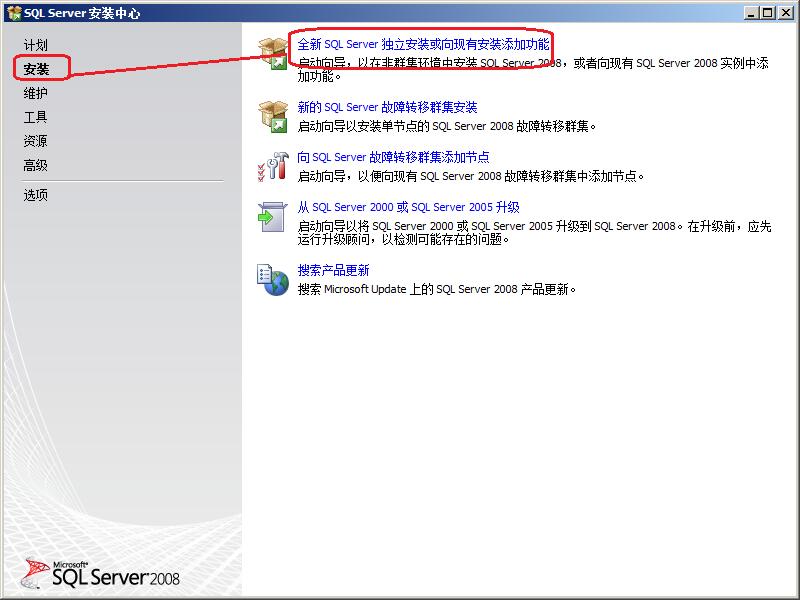 SQL Server 安装中心
计划
安装
维护
工具
资源
高级
选项
全新 SQL Server 独立安装或向现有安装添加功能
启动向导，以在非群集环境中安装 SQL Server 2008，或者向现有 SQL Server 2008 实例中添
加功能。
新的 SQL Server 故障转移群集安装
启动向导以安装单节点的 SQL Server 2008 故障转移群集。
向 SQL Server 故障转移群集添加节点
启动向导，以便向现有 SQL Server 2008 故障转移群集中添加节点。
从 SQL Server 2000 或 SQL Server 2005 升级
启动向导以将 SQL Server 2000 或 SQL Server 2005 升级到 SQL Server 2008。在升级前，应先
运行升级顾问，以检测可能存在的问题。
搜索产品更新
搜索 Microsoft Update 上的 SQL Server 2008 产品更新。
Microsoft®
SQL Server 2008